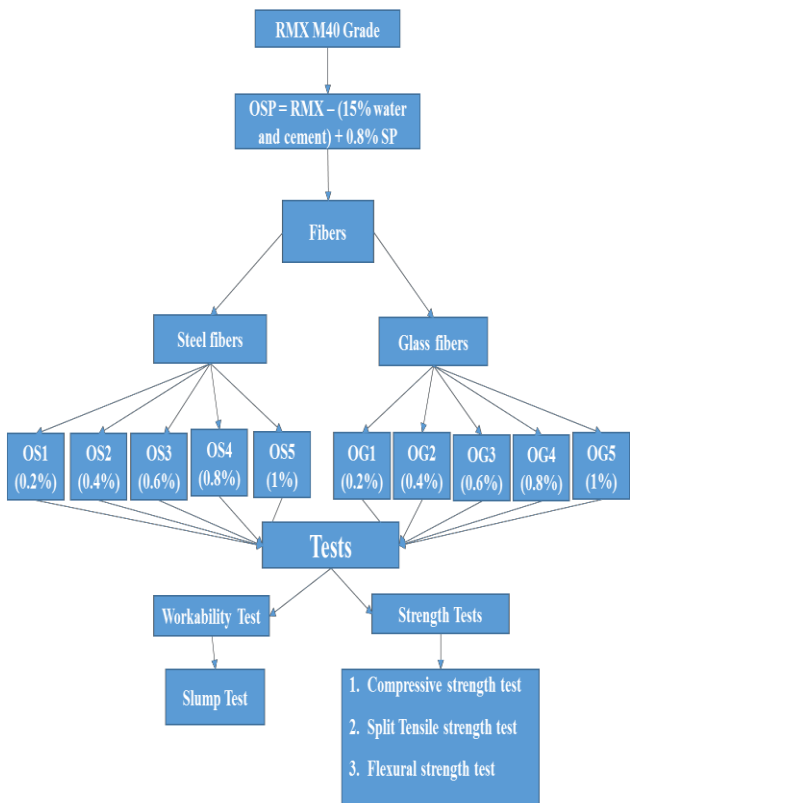 RMX M40 Grade
OSP = RMX – (15% water
and cement) + 0.8% SP
Fibers
Steel fibers
Glass fibers
OS1
(0.2%)
OS2
(0.4%)
OS3
(0.6%)
OS4
(0.8%)
OS5
(1%)
OG1
(0.2%)
OG2
(0.4%)
OG3
(0.6%)
OG4
(0.8%)
OG5
(1%)
Tests
Workability Test
Strength Tests
Slump Test
1. Compressive strength test
2. Split Tensile strength test
3. Flexural strength test